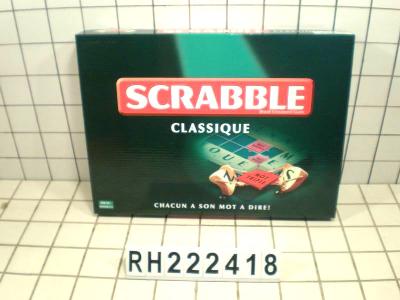 SCRABBLE
CLASSIQUE
CHACUN A SON MOT A DIRE!
RH222418